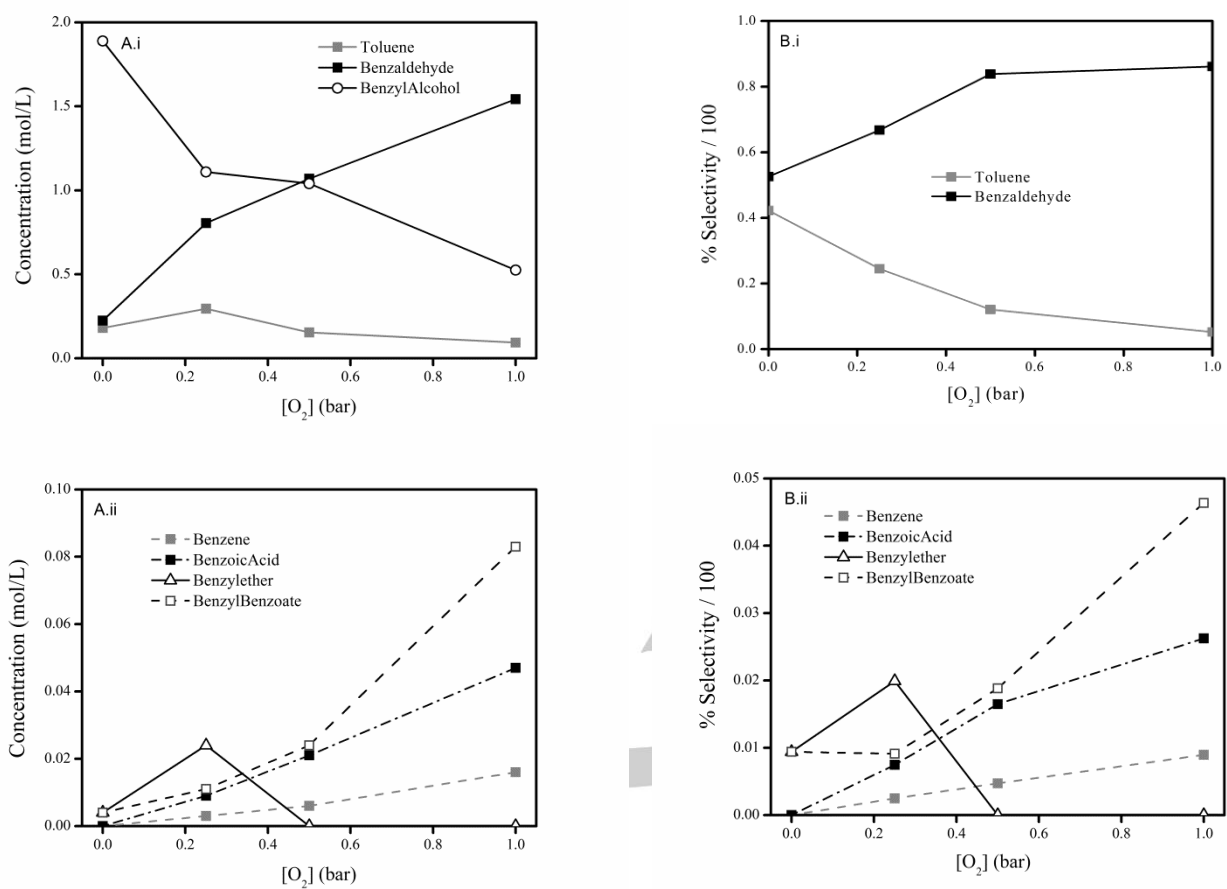 A.i
Toluene
Benzaldehyde
BenzylAlcohol
Concentration (mol/L)
2.0
1.5
1.0
0.5
0.0
0.0 0.2 0.4 0.6 0.8 1.0
[O2] (bar)
B.i
Toluene
Benzaldehyde
% Selectivity / 100
1.0
0.8
0.6
0.4
0.2
0.0
0.0 0.2 0.4 0.6 0.8 1.0
[O2] (bar)
A.ii
Benzene
BenzoicAcid
Benzylether
BenzylBenzoate
Concentration (mol/L)
0.10
0.08
0.06
0.04
0.02
0.00
0.0 0.2 0.4 0.6 0.8 1.0
[O2] (bar)
B.ii
Benzene
BenzoicAcid
Benzylether
BenzylBenzoate
% Selectivity / 100
0.05
0.04
0.03
0.02
0.01
0.00
0.0 0.2 0.4 0.6 0.8 1.0
[O2] (bar)